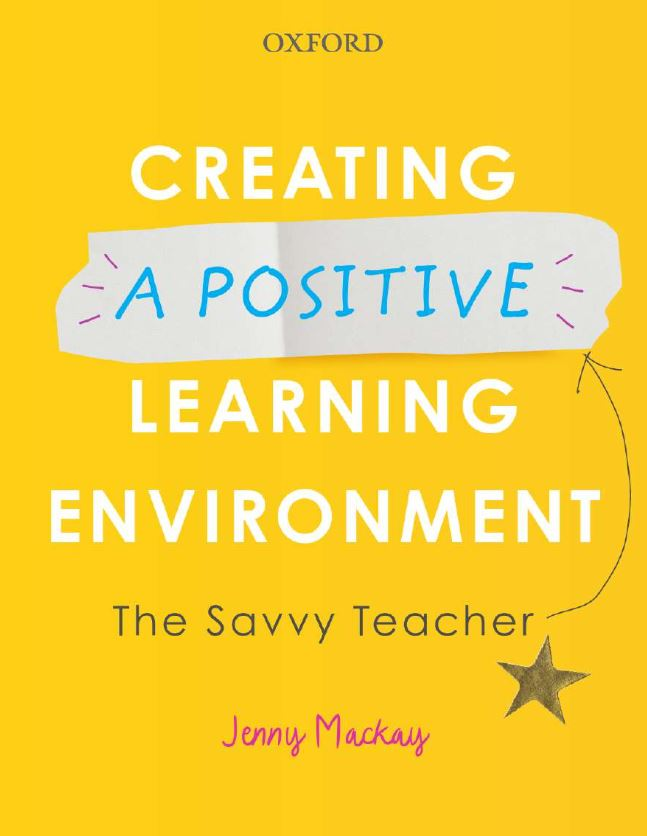 OXFORD
CREATING
A POSITIVE
LEARNING
ENVIRONMENT
The Savvy Teacher
Jenny Mackay